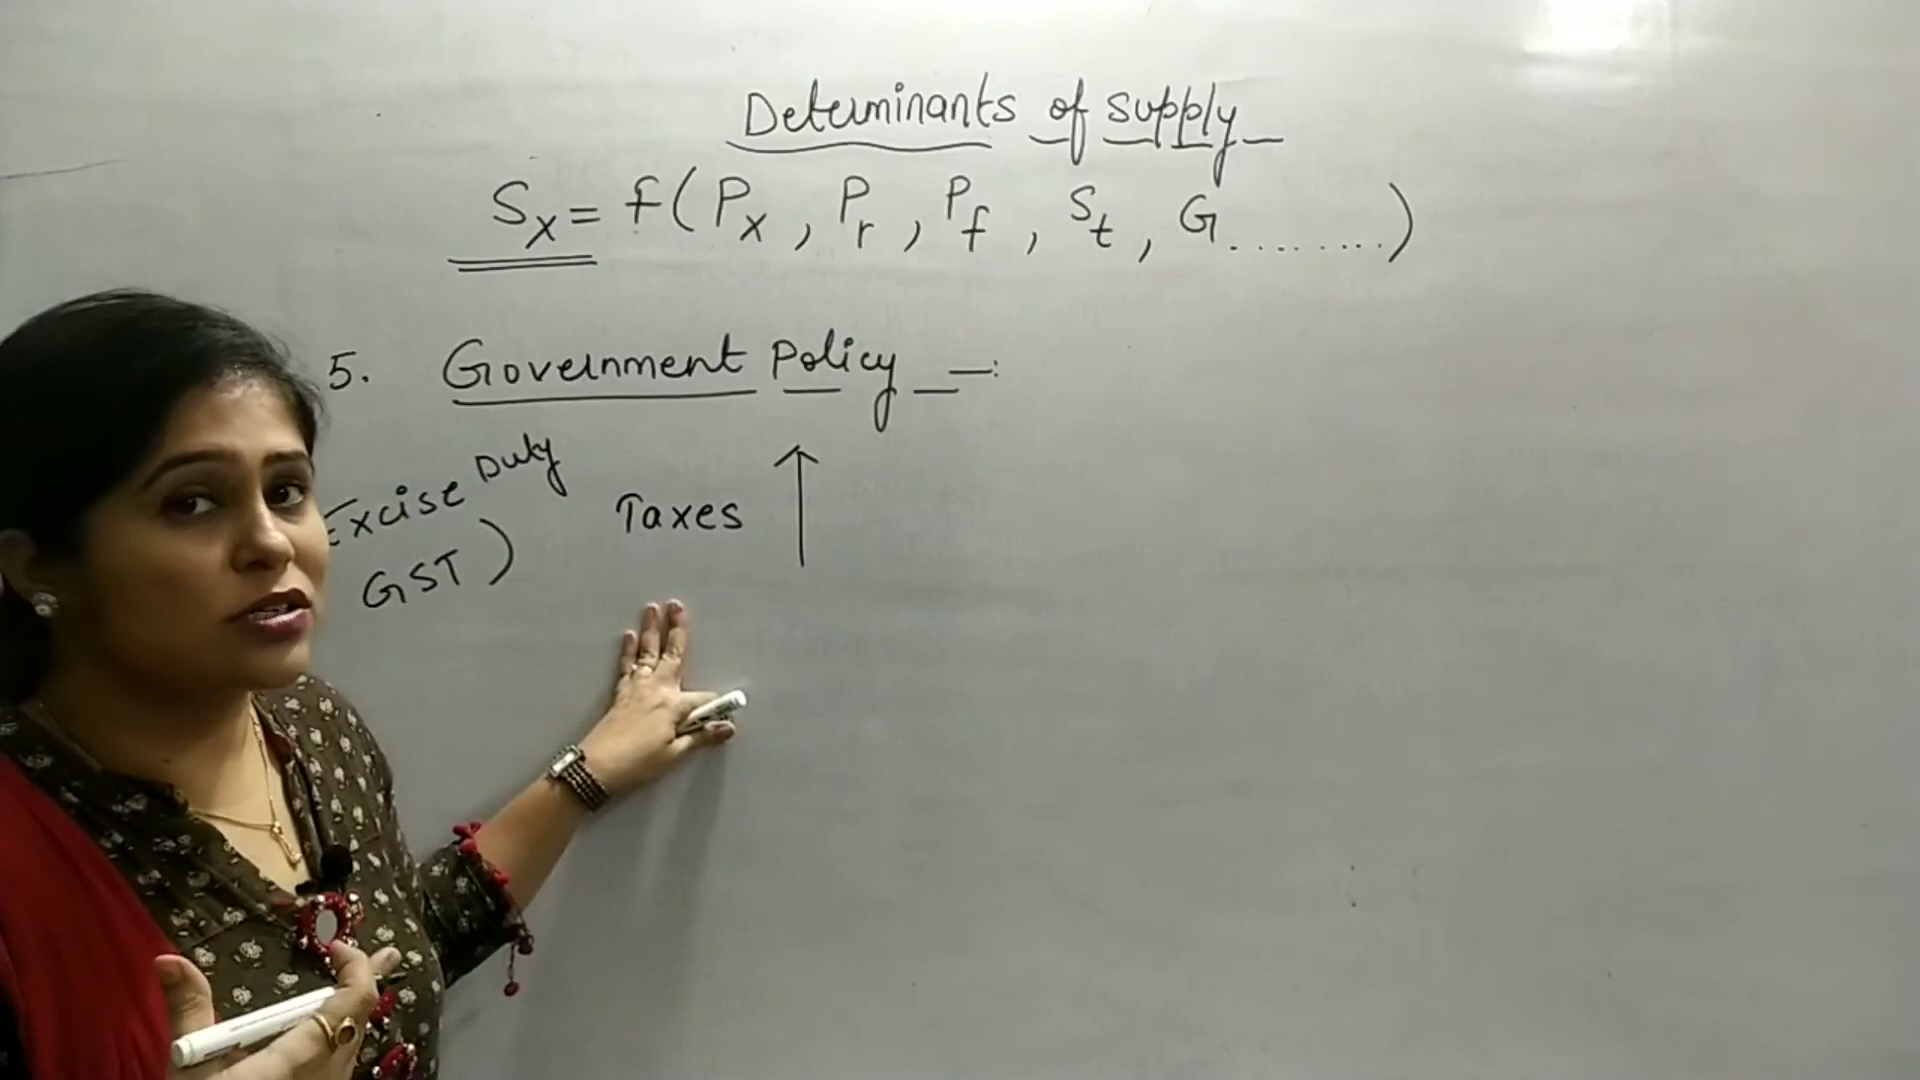 Determinants of supply
Sx = f(Px, Pr, Pf, St, G.........)
5. Government Policy —:
Excise Duty
GST)
Taxes ↑